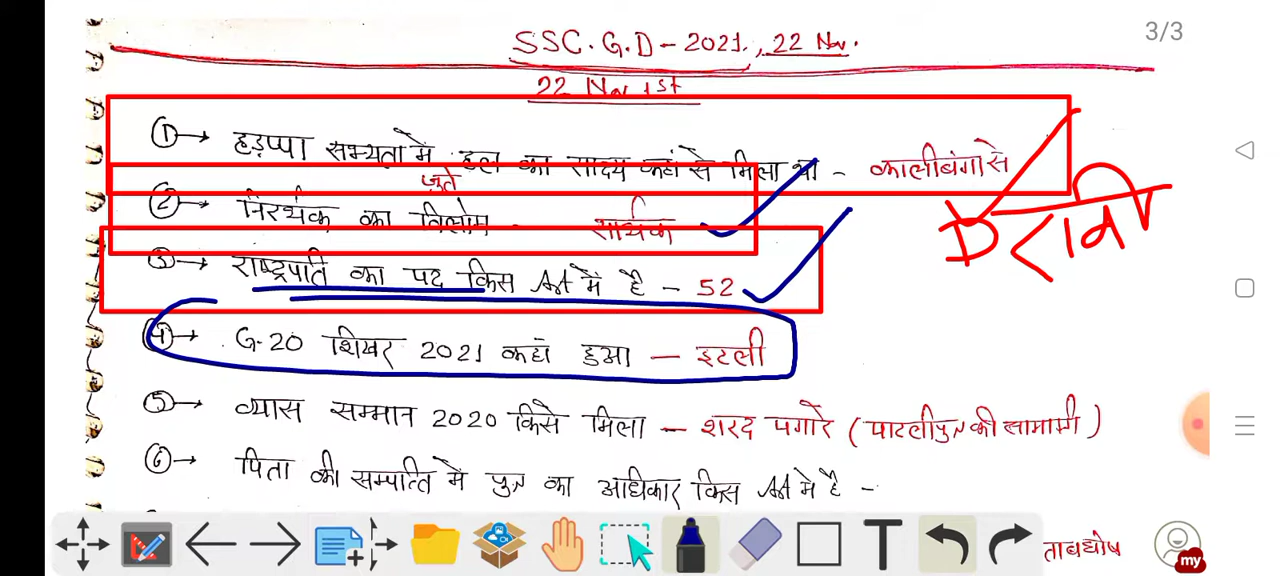 3/3
SSC. G.D - 2021. , 22 Nov.
22 Nov 1st
① → हड़प्पा सभ्यता में हल का साक्ष्य कहां से मिला था - कालीबंगा से
जूते
② → निरर्थक का विलोम - सार्थक
③ → राष्ट्रपति का पद किस Art में है - 52
④ → G-20 शिखर 2021 कहां हुआ — इटली
⑤ → व्यास सम्मान 2020 किसे मिला — शरद पगारे (पाटलीपुत्र की
⑥ → पिता की सम्पत्ति में पुत्र का अधिकार किस Art मे है -
T
my